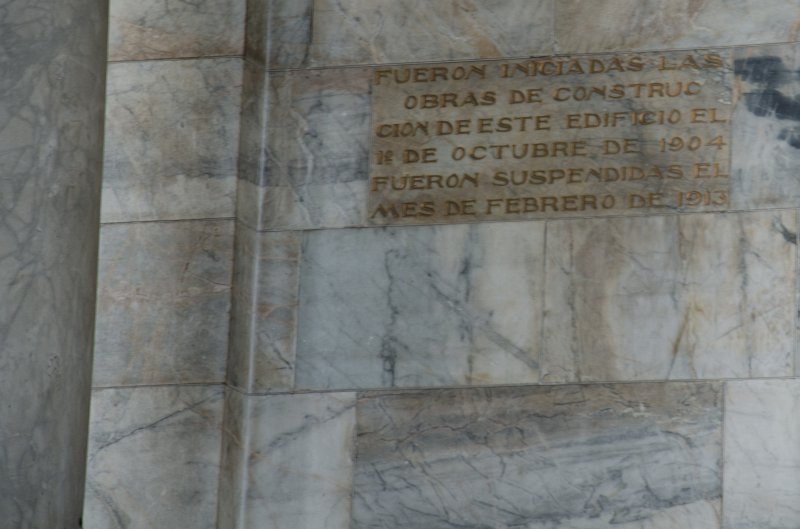 FUERON INICIADAS LAS
OBRAS DE CONSTRUC
CION DE ESTE EDIFICIO EL
1º DE OCTUBRE DE 1904
FUERON SUSPENDIDAS EL
MES DE FEBRERO DE 1913